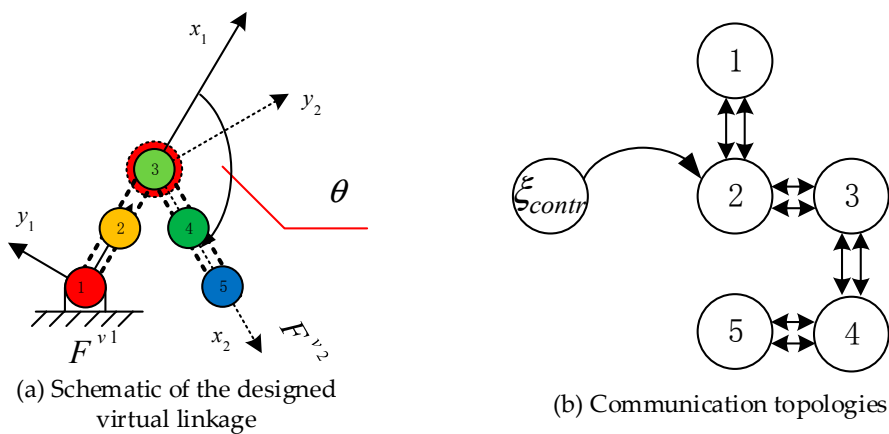 x1
y2
3
θ
y1
2
4
1
5
F^v1
x2
F^v2
(a) Schematic of the designed
virtual linkage
1
ξcontr
2
3
5
4
(b) Communication topologies